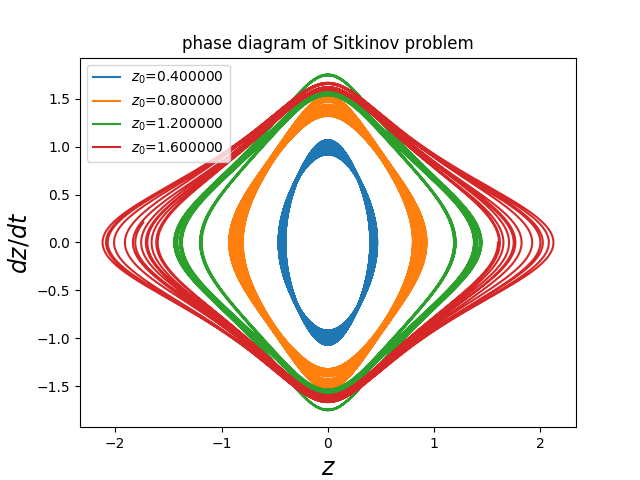 phase diagram of Sitkinov problem
z₀=0.400000
z₀=0.800000
z₀=1.200000
z₀=1.600000
1.5
1.0
0.5
0.0
−0.5
−1.0
−1.5
dz/dt
−2
−1
0
1
2
z